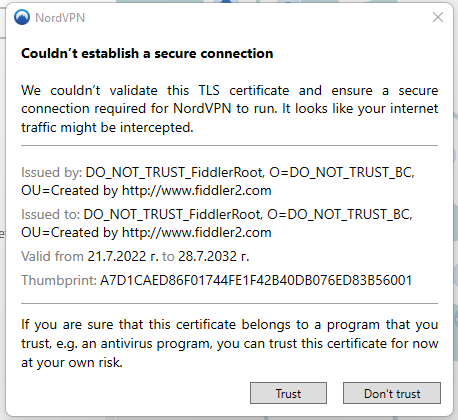 NordVPN
Couldn't establish a secure connection
We couldn't validate this TLS certificate and ensure a secure
connection required for NordVPN to run. It looks like your internet
traffic might be intercepted.
Issued by: DO_NOT_TRUST_FiddlerRoot, O=DO_NOT_TRUST_BC,
OU=Created by http://www.fiddler2.com
Issued to: DO_NOT_TRUST_FiddlerRoot, O=DO_NOT_TRUST_BC,
OU=Created by http://www.fiddler2.com
Valid from 21.7.2022 г. to 28.7.2032 г.
Thumbprint: A7D1CAED86F01744FE1F42B40DB076ED83B56001
If you are sure that this certificate belongs to a program that you
trust, e.g. an antivirus program, you can trust this certificate for now
at your own risk.
Trust
Don't trust